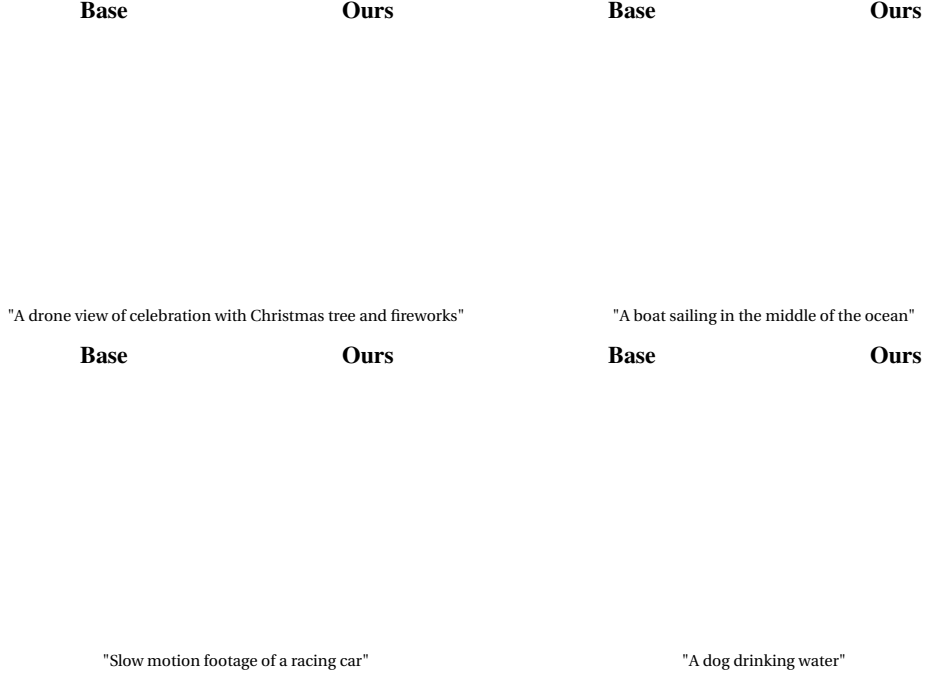 Base Ours Base Ours
"A drone view of celebration with Christmas tree and fireworks" "A boat sailing in the middle of the ocean"
Base Ours Base Ours
"Slow motion footage of a racing car" "A dog drinking water"